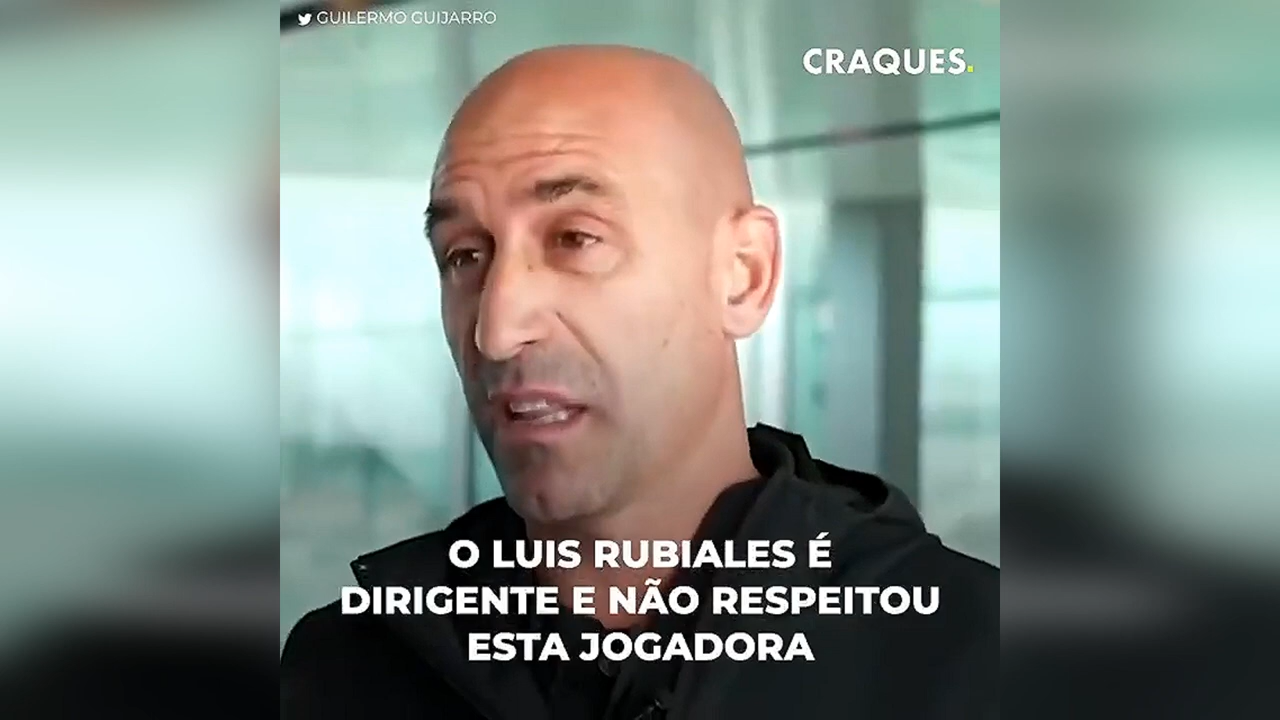 GUILERMO GUIJARRO
CRAQUES.
O LUIS RUBIALES É
DIRIGENTE E NÃO RESPEITOU
ESTA JOGADORA